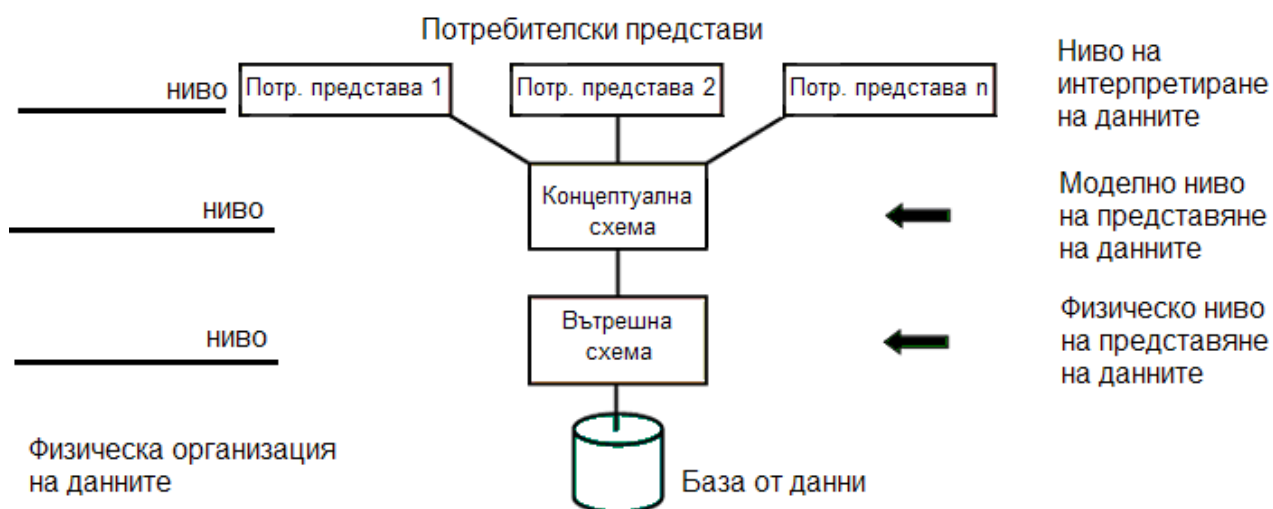 Потребителски представи
ниво
Потр. представа 1
Потр. представа 2
Потр. представа n
Ниво на
интерпретиране
на данните
ниво
Концептуална
схема
Моделно ниво
на представяне
на данните
ниво
Вътрешна
схема
Физическо ниво
на представяне
на данните
Физическа организация
на данните
База от данни